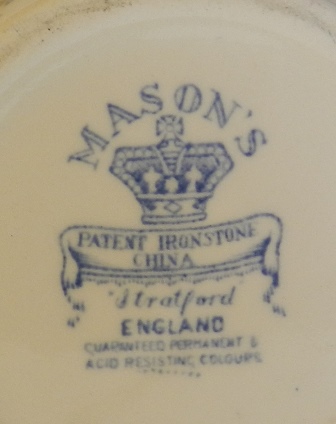 MASON'S
PATENT IRONSTONE
CHINA
"Stratford"
ENGLAND
GUARANTEED PERMANENT &
ACID RESISTING COLOURS